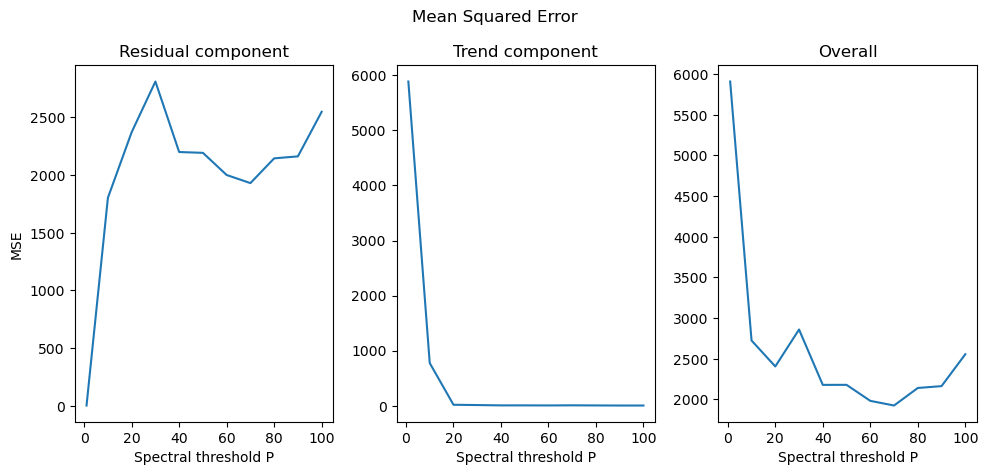 Mean Squared Error
Residual component
MSE
2500
2000
1500
1000
500
0
0 20 40 60 80 100
Spectral threshold P
Trend component
6000
5000
4000
3000
2000
1000
0
0 20 40 60 80 100
Spectral threshold P
Overall
6000
5500
5000
4500
4000
3500
3000
2500
2000
0 20 40 60 80 100
Spectral threshold P